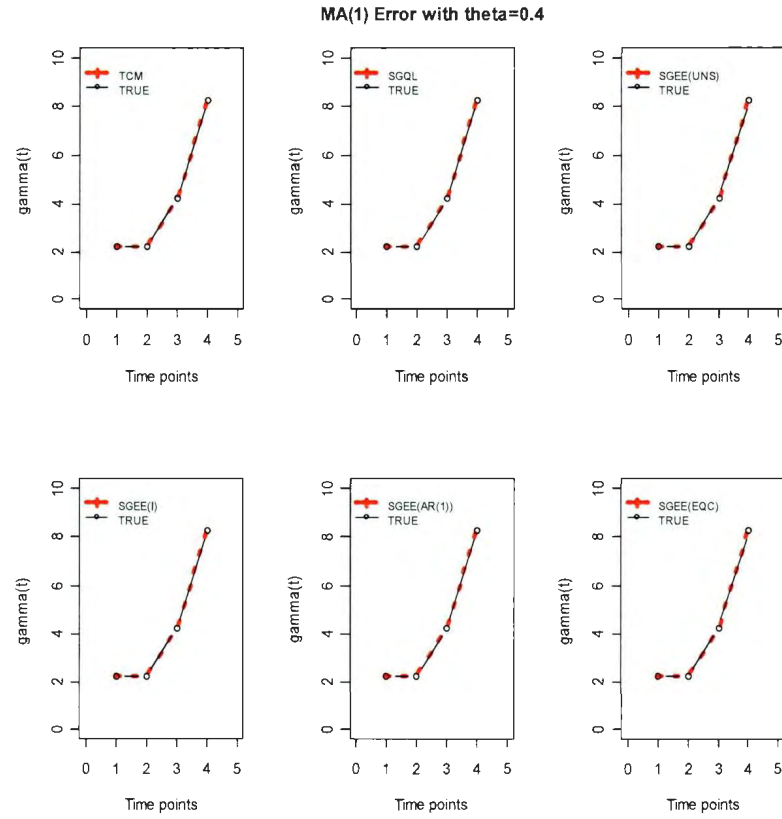 MA(1) Error with theta=0.4
10
8
6
4
2
0
gamma(t)
TCM
TRUE
0 1 2 3 4 5
Time points
10
8
6
4
2
0
gamma(t)
SGQL
TRUE
0 1 2 3 4 5
Time points
10
8
6
4
2
0
gamma(t)
SGEE(UNS)
TRUE
0 1 2 3 4 5
Time points
10
8
6
4
2
0
gamma(t)
SGEE(I)
TRUE
0 1 2 3 4 5
Time points
10
8
6
4
2
0
gamma(t)
SGEE(AR(1))
TRUE
0 1 2 3 4 5
Time points
10
8
6
4
2
0
gamma(t)
SGEE(EQC)
TRUE
0 1 2 3 4 5
Time points